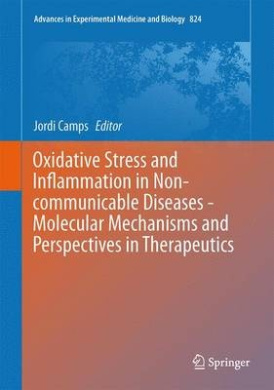 Advances in Experimental Medicine and Biology 824
Jordi Camps Editor
Oxidative Stress and
Inflammation in Non-
communicable Diseases -
Molecular Mechanisms and
Perspectives in Therapeutics
Springer